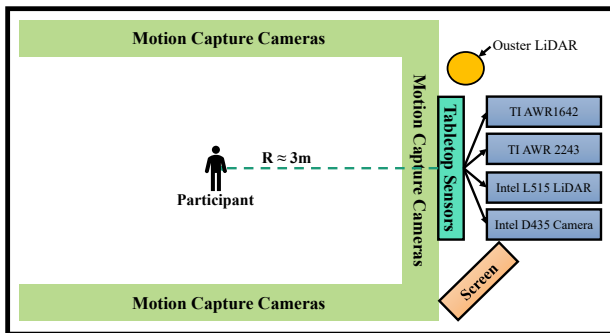 Motion Capture Cameras
Ouster LiDAR
Motion Capture Cameras
Tabletop Sensors
TI AWR1642
TI AWR 2243
Intel L515 LiDAR
Intel D435 Camera
R ≈ 3m
Participant
Screen
Motion Capture Cameras